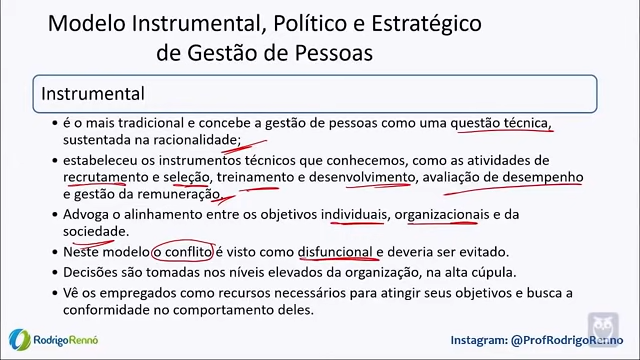 Modelo Instrumental, Político e Estratégico
de Gestão de Pessoas
Instrumental
• é o mais tradicional e concebe a gestão de pessoas como uma questão técnica,
sustentada na racionalidade;
• estabeleceu os instrumentos técnicos que conhecemos, como as atividades de
recrutamento e seleção, treinamento e desenvolvimento, avaliação de desempenho
e gestão da remuneração.
• Advoga o alinhamento entre os objetivos individuais, organizacionais e da
sociedade.
• Neste modelo o conflito é visto como disfuncional e deveria ser evitado.
• Decisões são tomadas nos níveis elevados da organização, na alta cúpula.
• Vê os empregados como recursos necessários para atingir seus objetivos e busca a
conformidade no comportamento deles.
RodrigoRennó
Instagram: @ProfRodrigoRenno